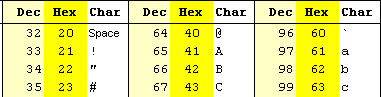 Dec Hex Char Dec Hex Char Dec Hex Char
32 20 Space 64 40 @ 96 60 `
33 21 ! 65 41 A 97 61 a
34 22 " 66 42 B 98 62 b
35 23 # 67 43 C 99 63 c